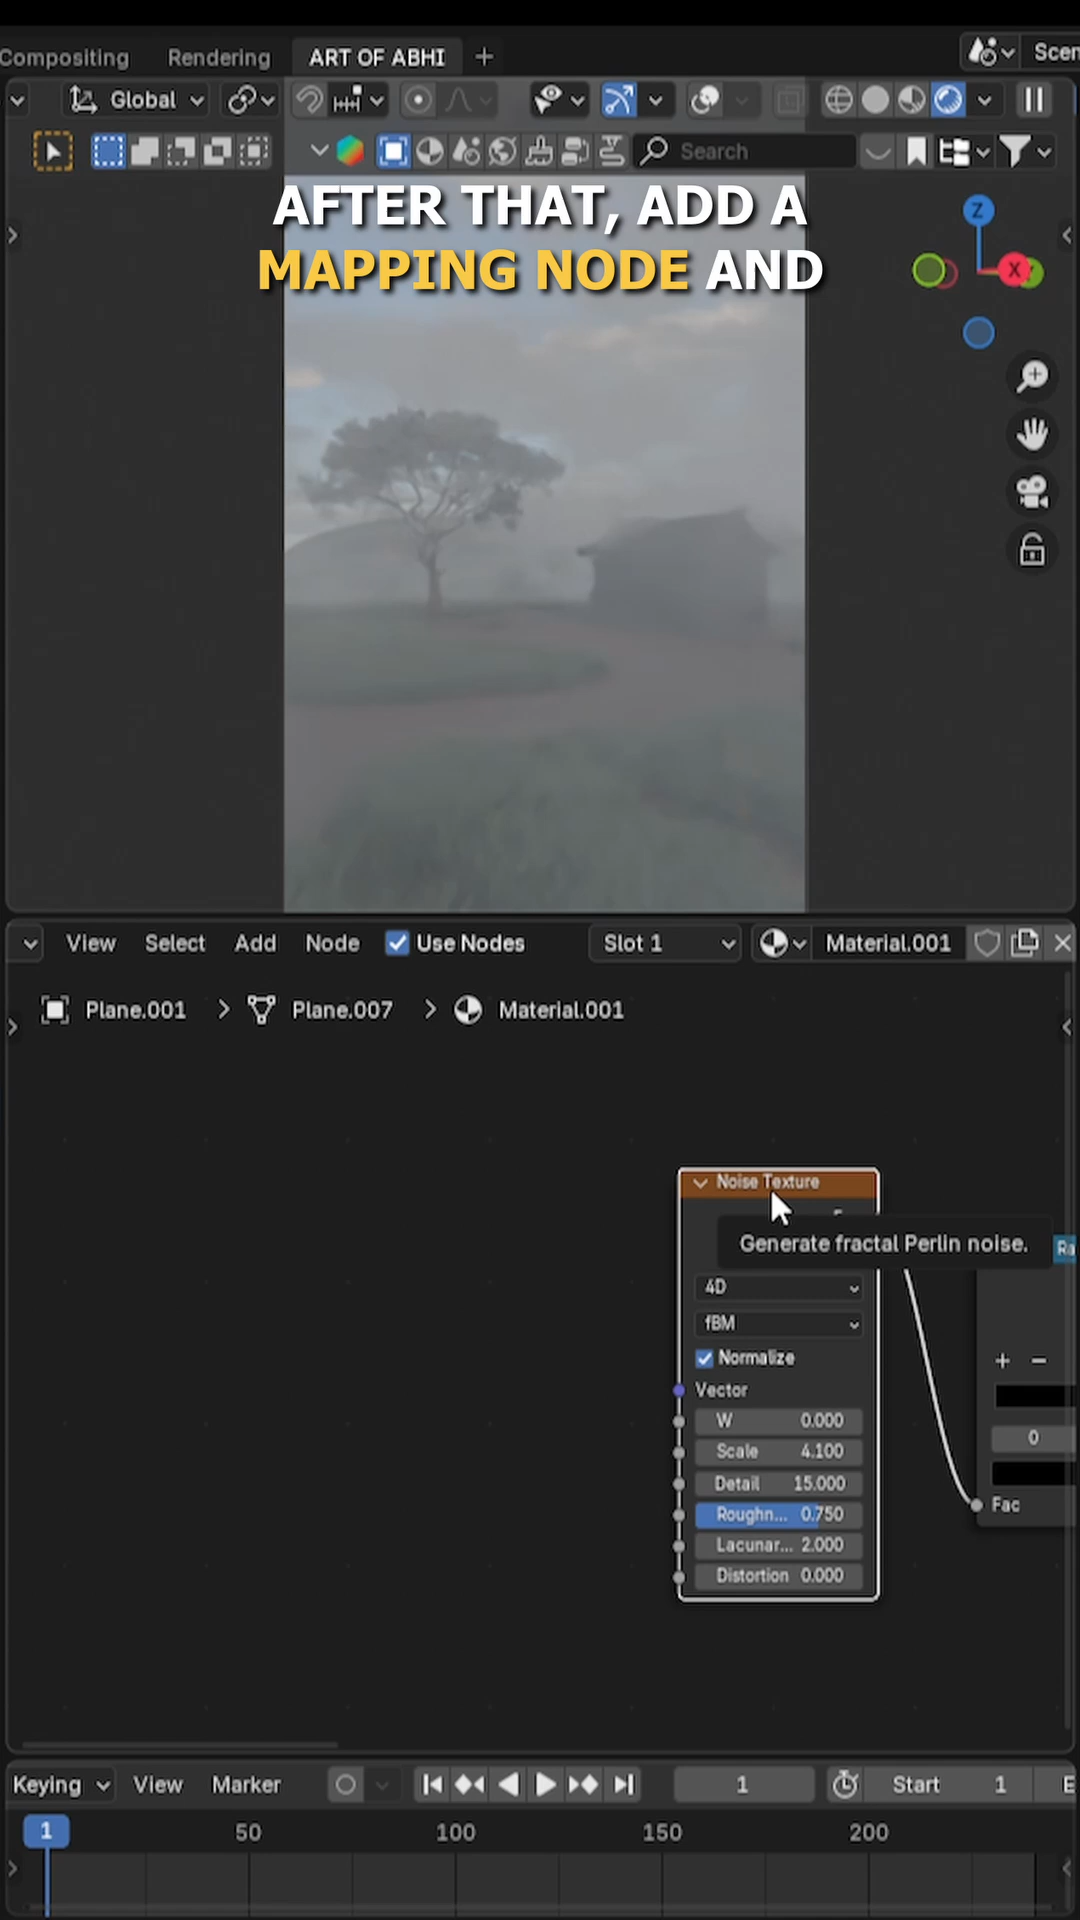 Compositing Rendering ART OF ABHI + Scen
Global
Search
AFTER THAT, ADD A
MAPPING NODE AND
Z
X
View Select Add Node Use Nodes Slot 1 Material.001
Plane.001 > Plane.007 > Material.001
Noise Texture
Generate fractal Perlin noise.
Ra
4D
fBM
Normalize
Vector
W 0.000
Scale 4.100
Detail 15.000
Roughn... 0.750
Lacunar... 2.000
Distortion 0.000
+ −
0
Fac
Keying View Marker 1 Start 1 E
1 50 100 150 200